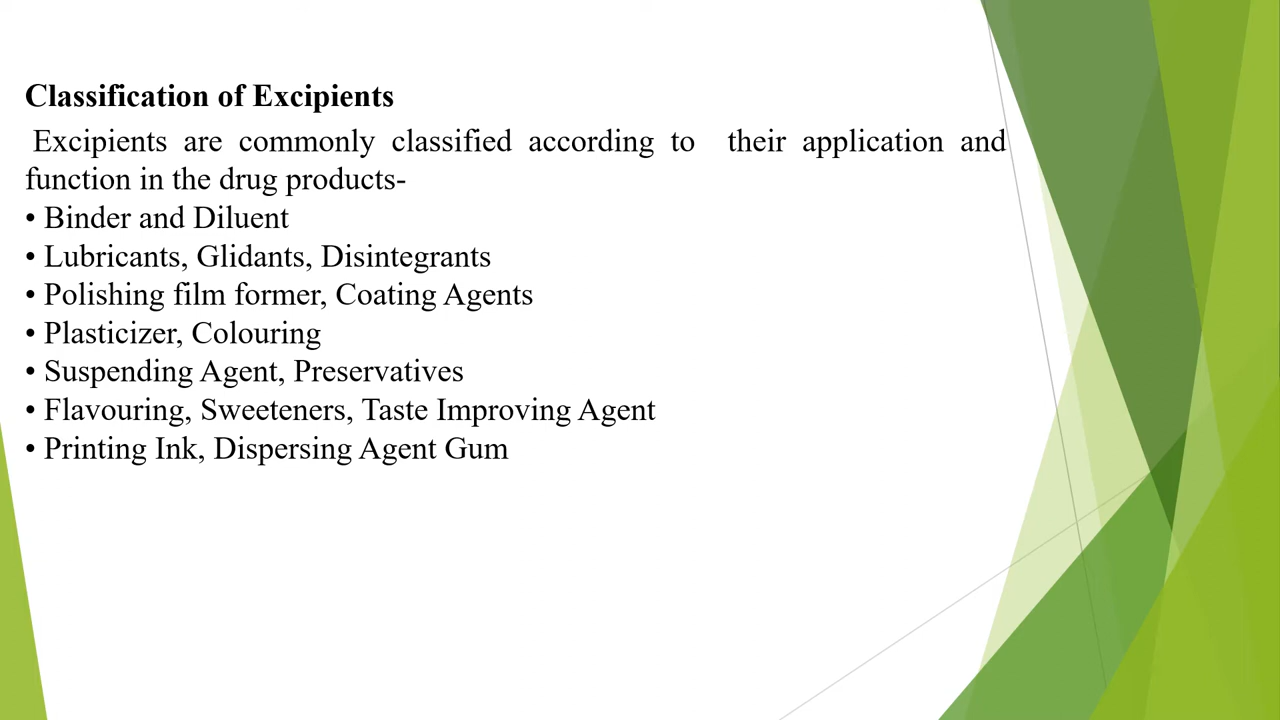 Classification of Excipients
Excipients are commonly classified according to their application and
function in the drug products-
• Binder and Diluent
• Lubricants, Glidants, Disintegrants
• Polishing film former, Coating Agents
• Plasticizer, Colouring
• Suspending Agent, Preservatives
• Flavouring, Sweeteners, Taste Improving Agent
• Printing Ink, Dispersing Agent Gum